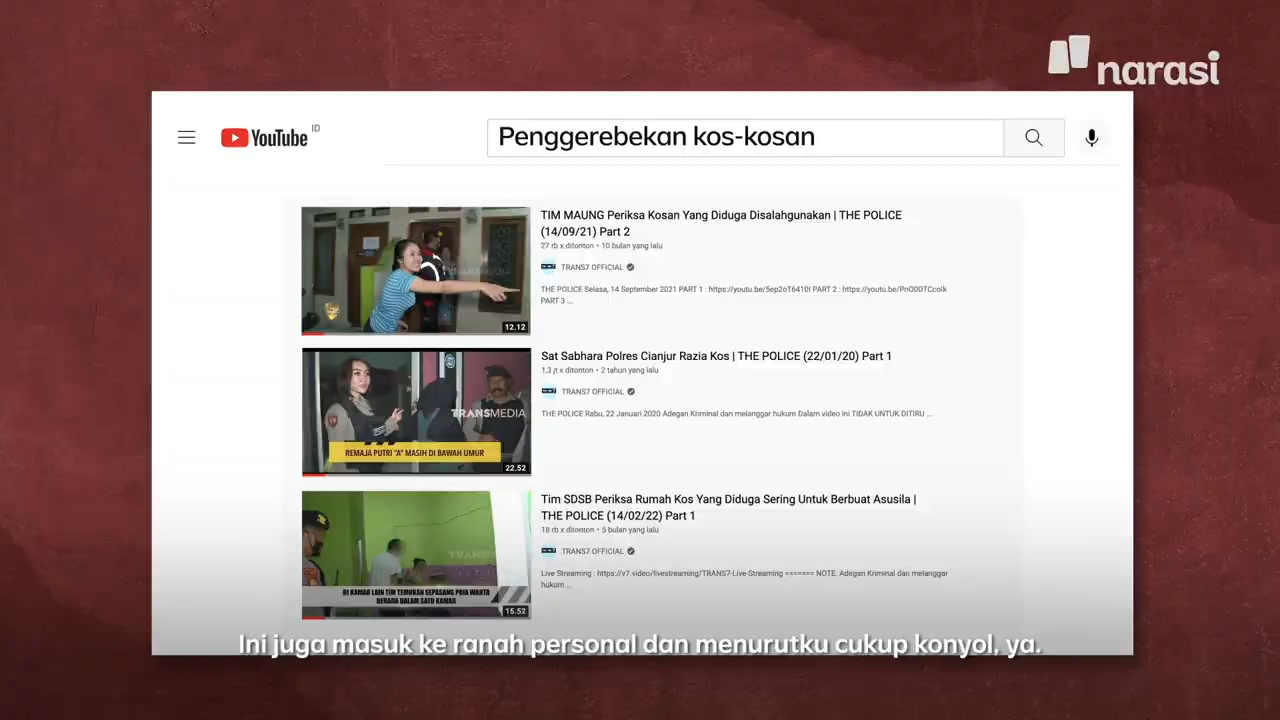 narasi
YouTube ID
Penggerebekan kos-kosan
TIM MAUNG Periksa Kosan Yang Diduga Disalahgunakan | THE POLICE
(14/09/21) Part 2
27 rb x ditonton • 10 bulan yang lalu
TRANS7 OFFICIAL
THE POLICE Selasa, 14 September 2021 PART 1 : https://youtu.be/5ep2oT6410I PART 2 : https://youtu.be/PnO0DTCcoIk
PART 3 ...
12.12
Sat Sabhara Polres Cianjur Razia Kos | THE POLICE (22/01/20) Part 1
1,3 jt x ditonton • 2 tahun yang lalu
TRANS7 OFFICIAL
THE POLICE Rabu, 22 Januari 2020 Adegan Kriminal dan melanggar hukum Dalam video ini TIDAK UNTUK DITIRU ...
TRANSMEDIA
REMAJA PUTRI "A" MASIH DI BAWAH UMUR
22.52
Tim SDSB Periksa Rumah Kos Yang Diduga Sering Untuk Berbuat Asusila |
THE POLICE (14/02/22) Part 1
18 rb x ditonton • 5 bulan yang lalu
TRANS7 OFFICIAL
Live Streaming : https://v7.video/livestreaming/TRANS7-Live-Streaming ======= NOTE: Adegan Kriminal dan melanggar
hukum ...
DI KAMAR LAIN TIM TEMUKAN SEPASANG PRIA WANITA
BERADA DALAM SATU KAMAR
15.52
Ini juga masuk ke ranah personal dan menurutku cukup konyol, ya.